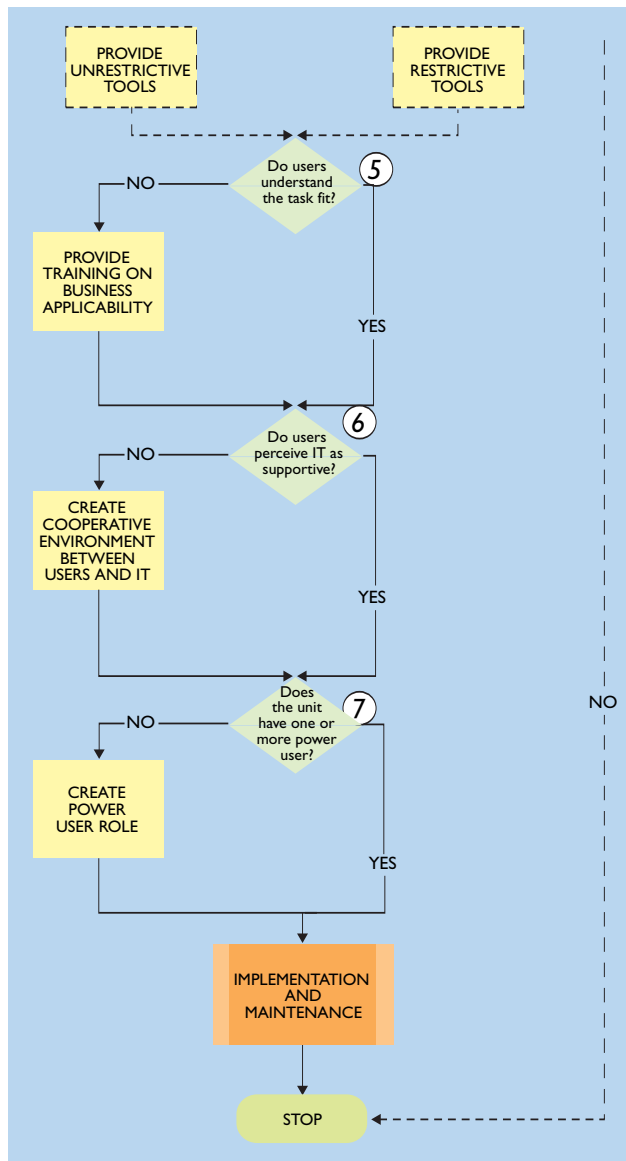 PROVIDE
UNRESTRICTIVE
TOOLS
PROVIDE
RESTRICTIVE
TOOLS
5
Do users
understand
the task fit?
NO
PROVIDE
TRAINING ON
BUSINESS
APPLICABILITY
YES
6
Do users
perceive IT as
supportive?
NO
CREATE
COOPERATIVE
ENVIRONMENT
BETWEEN
USERS AND IT
YES
7
Does
the unit
have one or
more power
user?
NO
NO
CREATE
POWER
USER ROLE
YES
IMPLEMENTATION
AND
MAINTENANCE
STOP